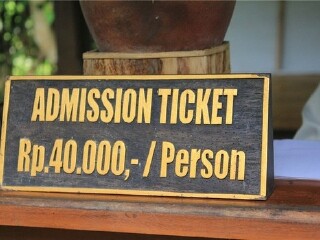 ADMISSION TICKET
Rp.40.000,-/ Person